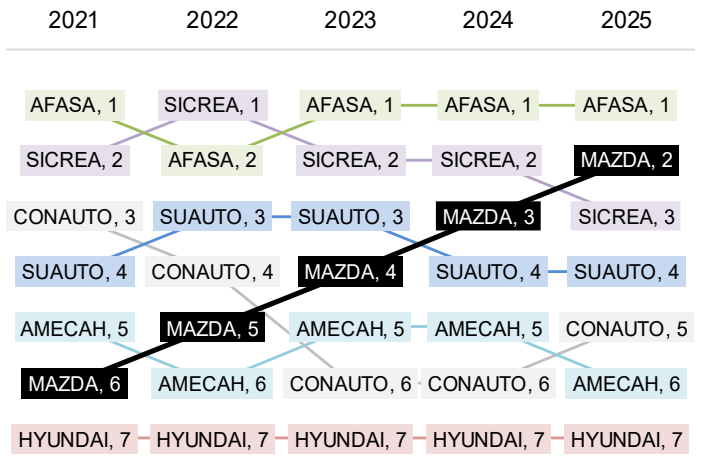 2021 2022 2023 2024 2025
AFASA, 1 SICREA, 1 AFASA, 1 AFASA, 1 AFASA, 1
SICREA, 2 AFASA, 2 SICREA, 2 SICREA, 2 MAZDA, 2
CONAUTO, 3 SUAUTO, 3 SUAUTO, 3 MAZDA, 3 SICREA, 3
SUAUTO, 4 CONAUTO, 4 MAZDA, 4 SUAUTO, 4 SUAUTO, 4
AMECAH, 5 MAZDA, 5 AMECAH, 5 AMECAH, 5 CONAUTO, 5
MAZDA, 6 AMECAH, 6 CONAUTO, 6 CONAUTO, 6 AMECAH, 6
HYUNDAI, 7 HYUNDAI, 7 HYUNDAI, 7 HYUNDAI, 7 HYUNDAI, 7